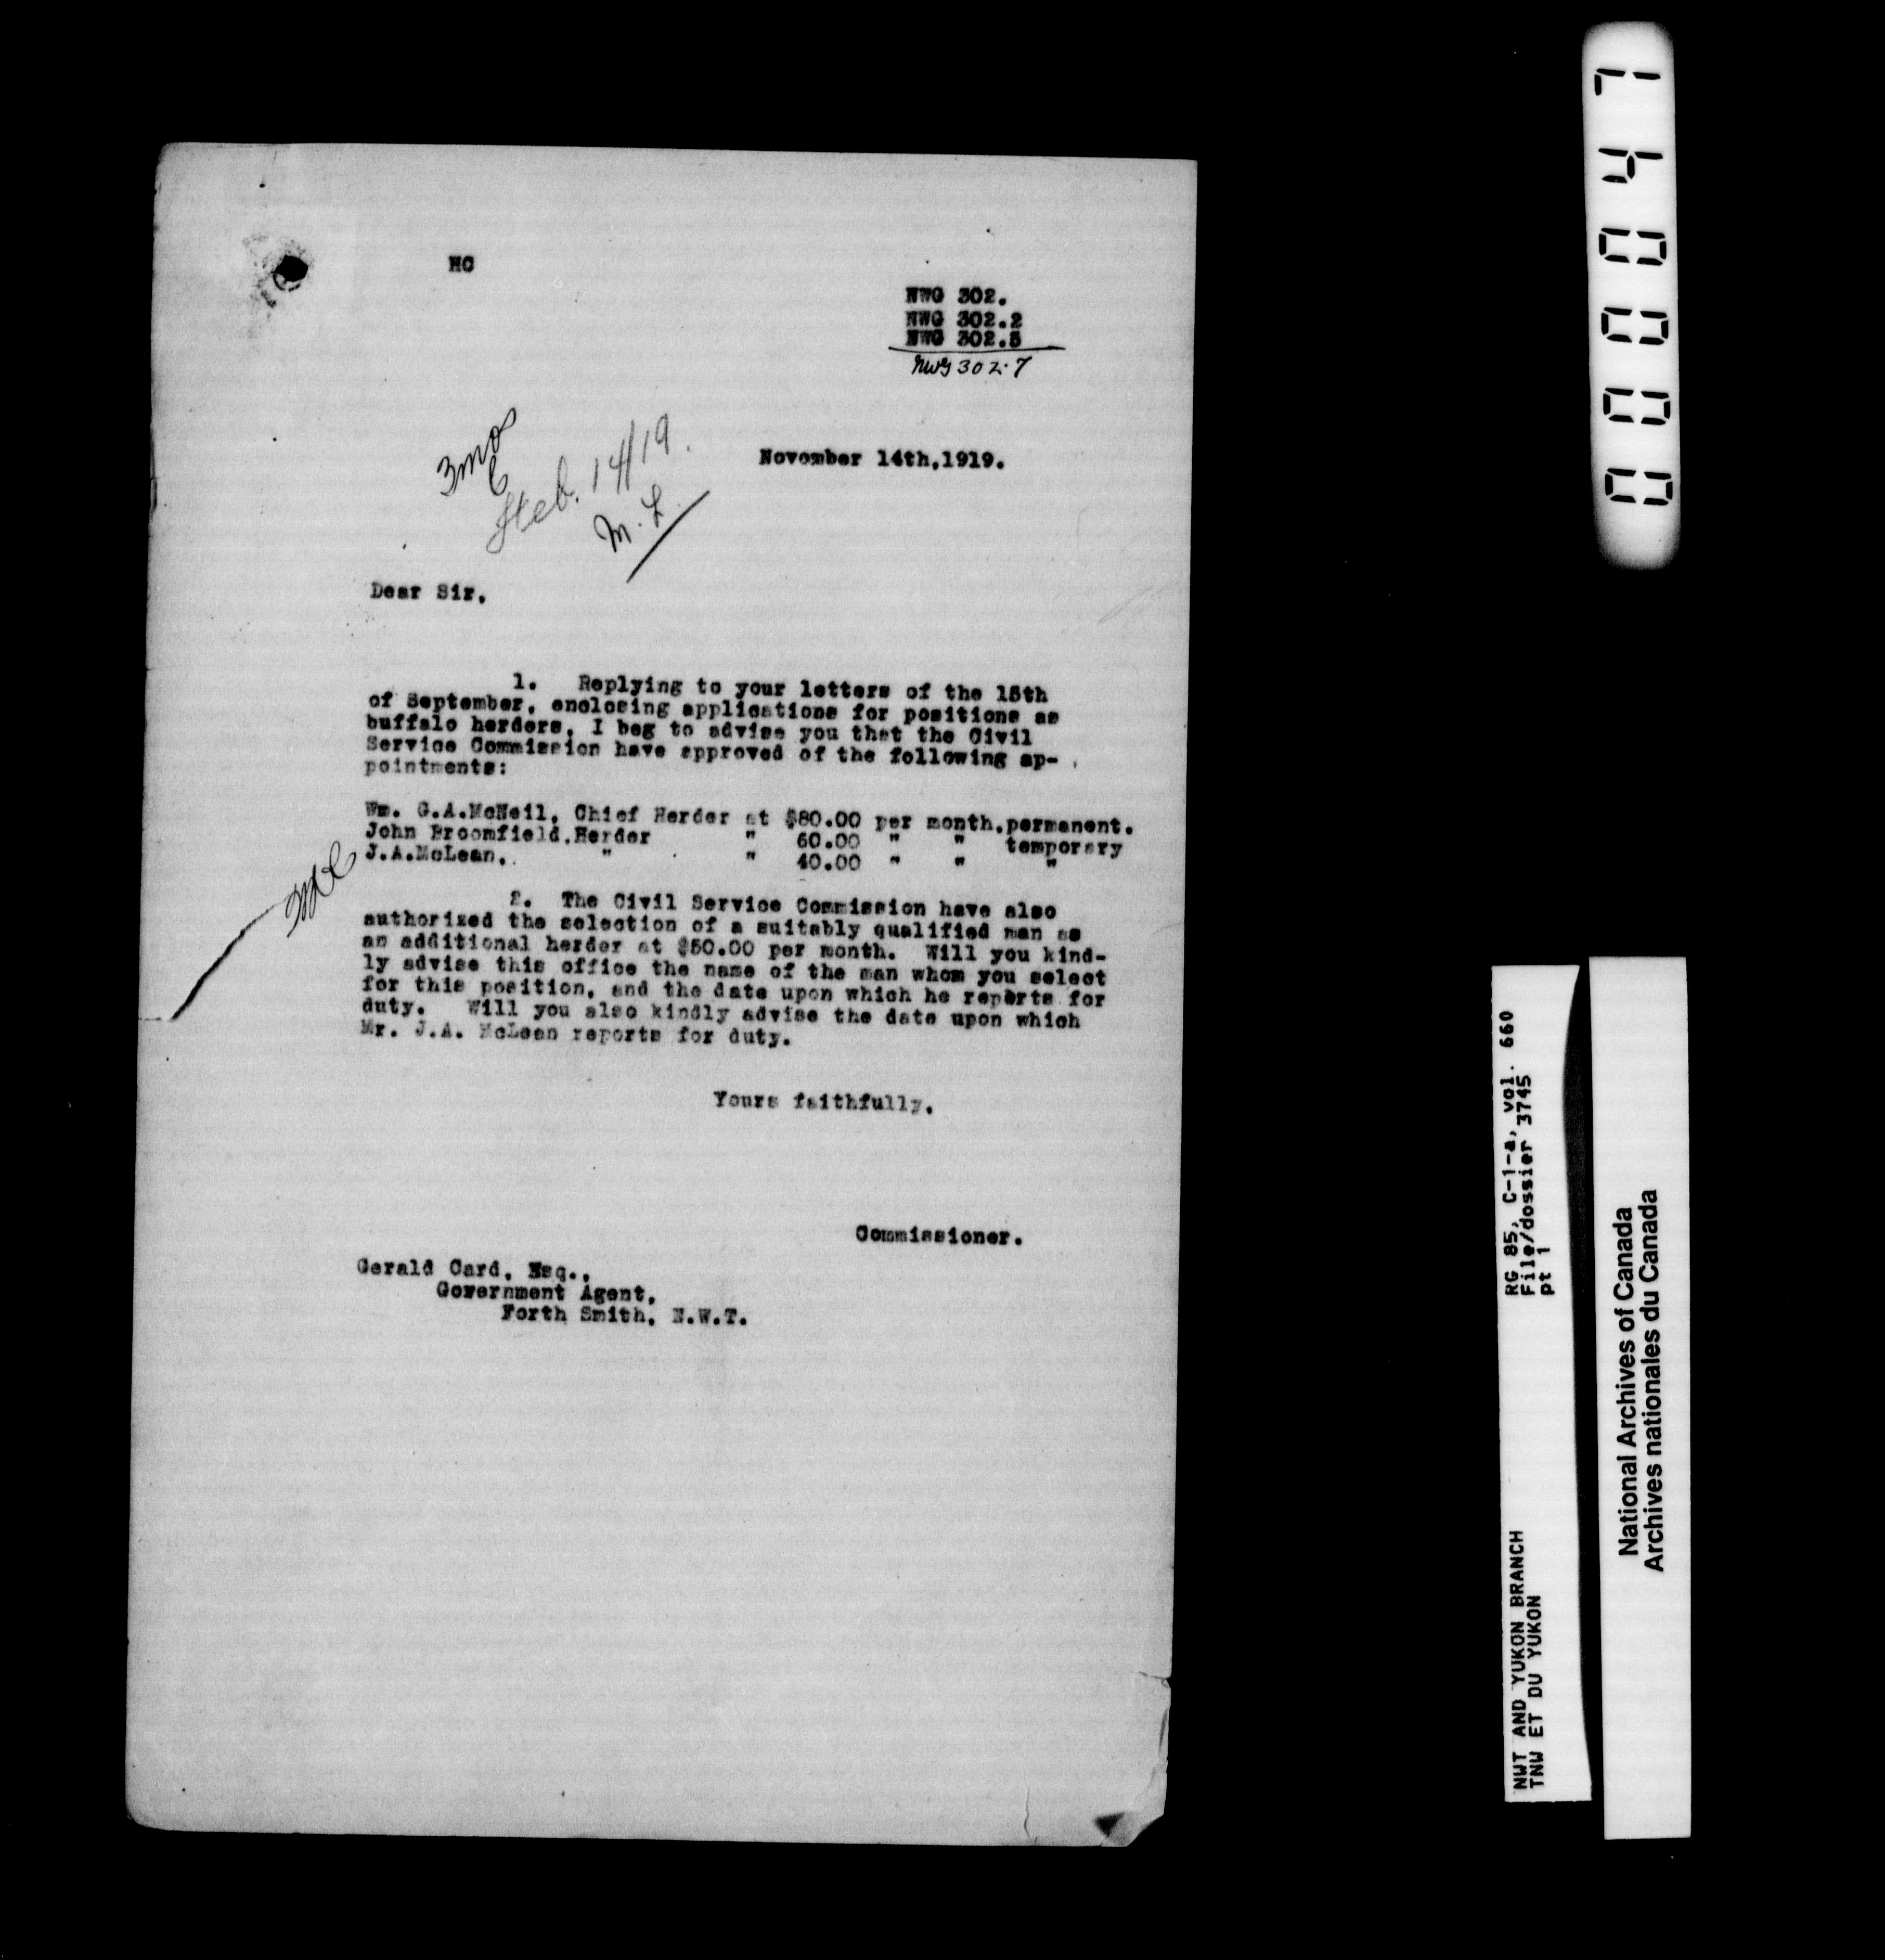 HC
NWG 302.
NWG 302.2
NWG 302.5
NWG 302.7
3 mos
Feb. 14/19.
M.L.
November 14th,1919.
Dear Sir,
1. Replying to your letters of the 15th
of September, enclosing applications for positions as
buffalo herders, I beg to advise you that the Civil
Service Commission have approved of the following ap-
pointments:
Wm. G.A.McNeil, Chief Herder at $80.00 per month.permanent.
John Broomfield.Herder " 60.00 " " temporary
J.A.McLean, " " 40.00 " " "
2. The Civil Service Commission have also
authorized the selection of a suitably qualified man as
an additional herder at $50.00 per month. Will you kind-
ly advise this office the name of the man whom you select
for this position, and the date upon which he reports for
duty. Will you also kindly advise the date upon which
Mr. J.A. McLean reports for duty.
Yours faithfully,
Commissioner.
Gerald Card, Esq.,
Government Agent,
Forth Smith, N.W.T.
000047
RG 85, C-1-a, vol. 660
File/dossier 3745
pt 1
NWT AND YUKON BRANCH
TNW ET DU YUKON
National Archives of Canada
Archives nationales du Canada